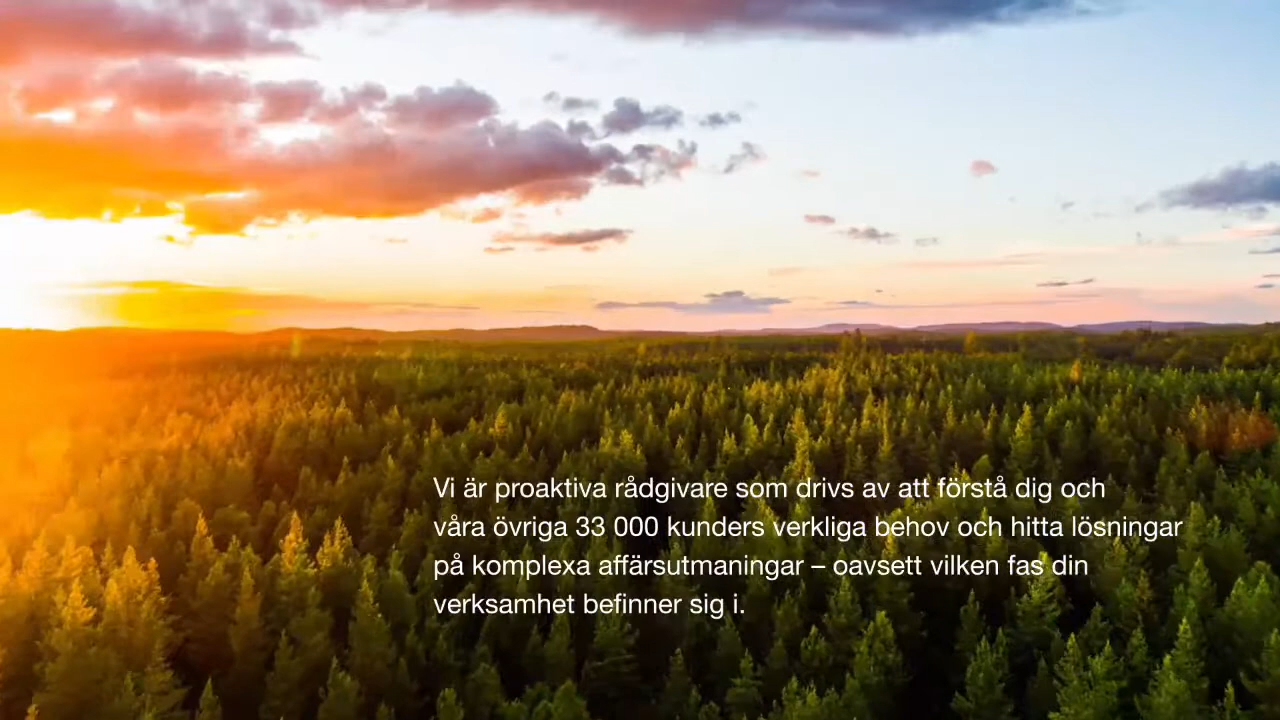 Vi är proaktiva rådgivare som drivs av att förstå dig och
våra övriga 33 000 kunders verkliga behov och hitta lösningar
på komplexa affärsutmaningar – oavsett vilken fas din
verksamhet befinner sig i.